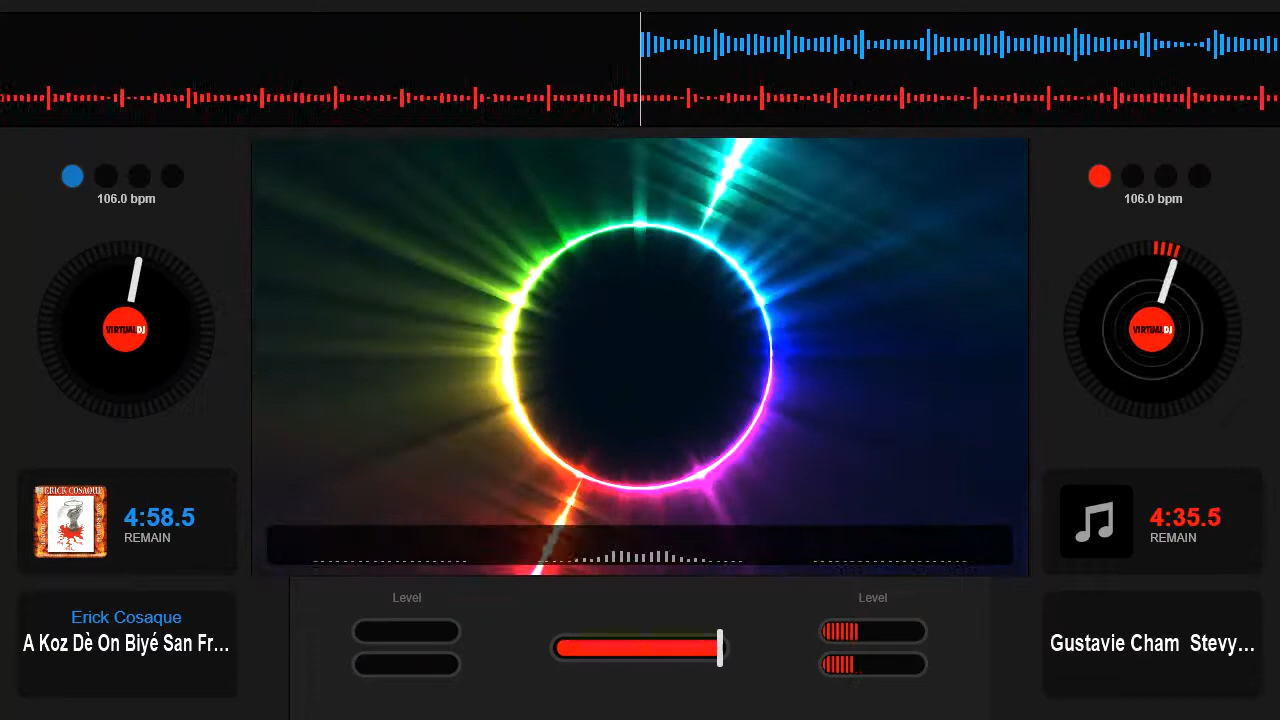 106.0 bpm
106.0 bpm
VIRTUALDJ
VIRTUALDJ
ERICK COSAQUE
4:58.5
REMAIN
4:35.5
REMAIN
Erick Cosaque
A Koz Dè On Biyé San Fr...
Level
Level
Gustavie Cham Stevy...